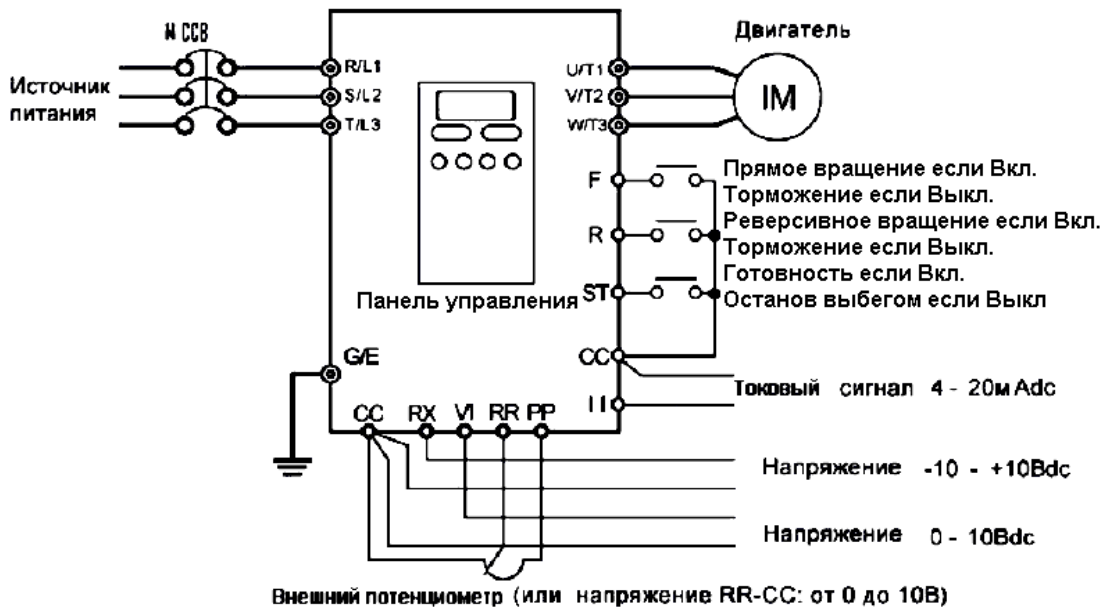 М ССВ
Двигатель
Источник
питания
R/L1
S/L2
T/L3
U/T1
V/T2
W/T3
IM
F
Прямое вращение если Вкл.
Торможение если Выкл.
R
Реверсивное вращение если Вкл.
Торможение если Выкл.
ST
Готовность если Вкл.
Останов выбегом если Выкл
Панель управления
G/E
CC
Токовый сигнал 4 - 20м Adc
I I
CC RX VI RR PP
Напряжение -10 - +10Bdc
Напряжение 0 - 10Bdc
Внешний потенциометр (или напряжение RR-CC: от 0 до 10В)